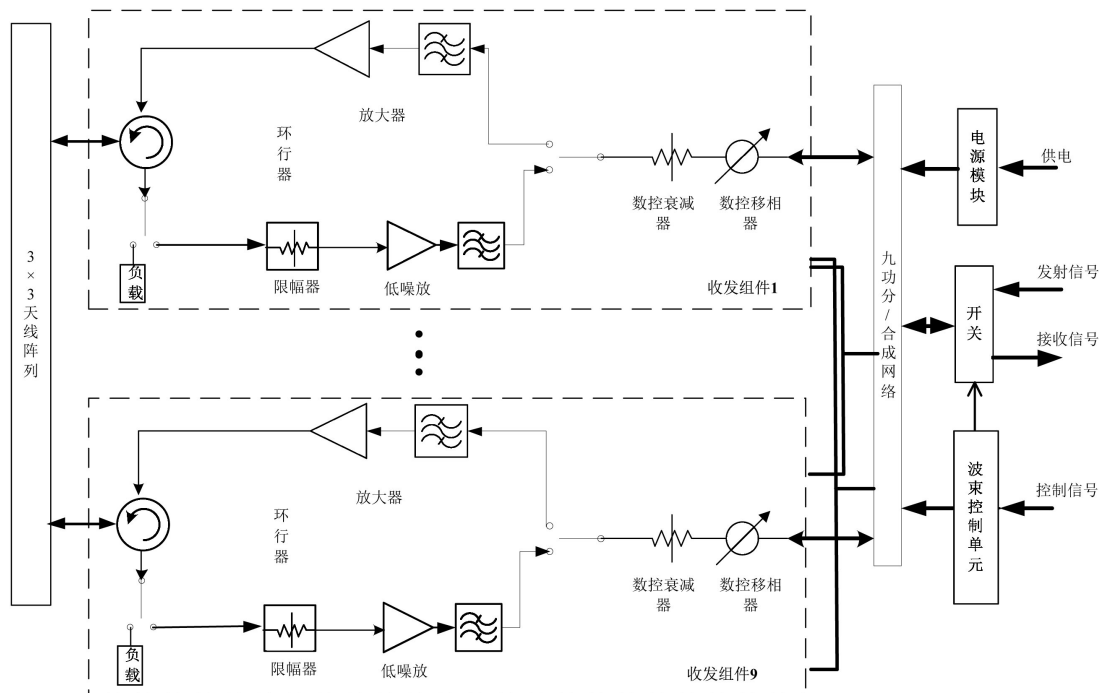 3×3天线阵列
放大器
环行器
数控衰减器
数控移相器
负载
限幅器
低噪放
收发组件1
放大器
环行器
数控衰减器
数控移相器
负载
限幅器
低噪放
收发组件9
九功分/合成网络
电源模块
供电
开关
发射信号
接收信号
波束控制单元
控制信号